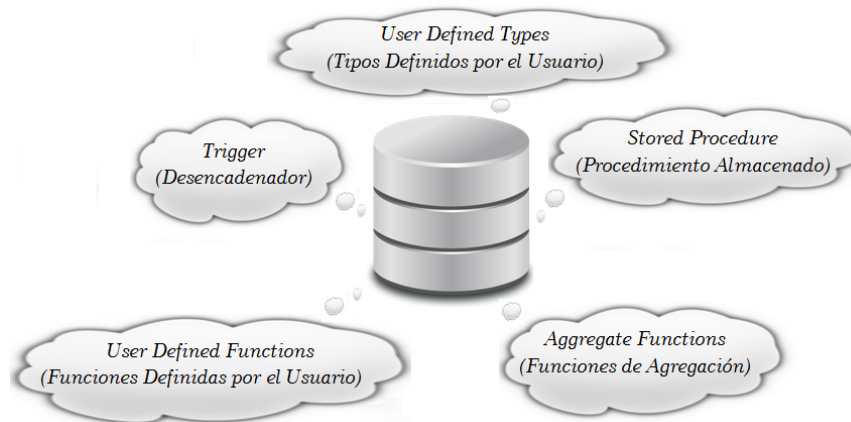 User Defined Types
(Tipos Definidos por el Usuario)
Trigger
(Desencadenador)
Stored Procedure
(Procedimiento Almacenado)
User Defined Functions
(Funciones Definidas por el Usuario)
Aggregate Functions
(Funciones de Agregación)